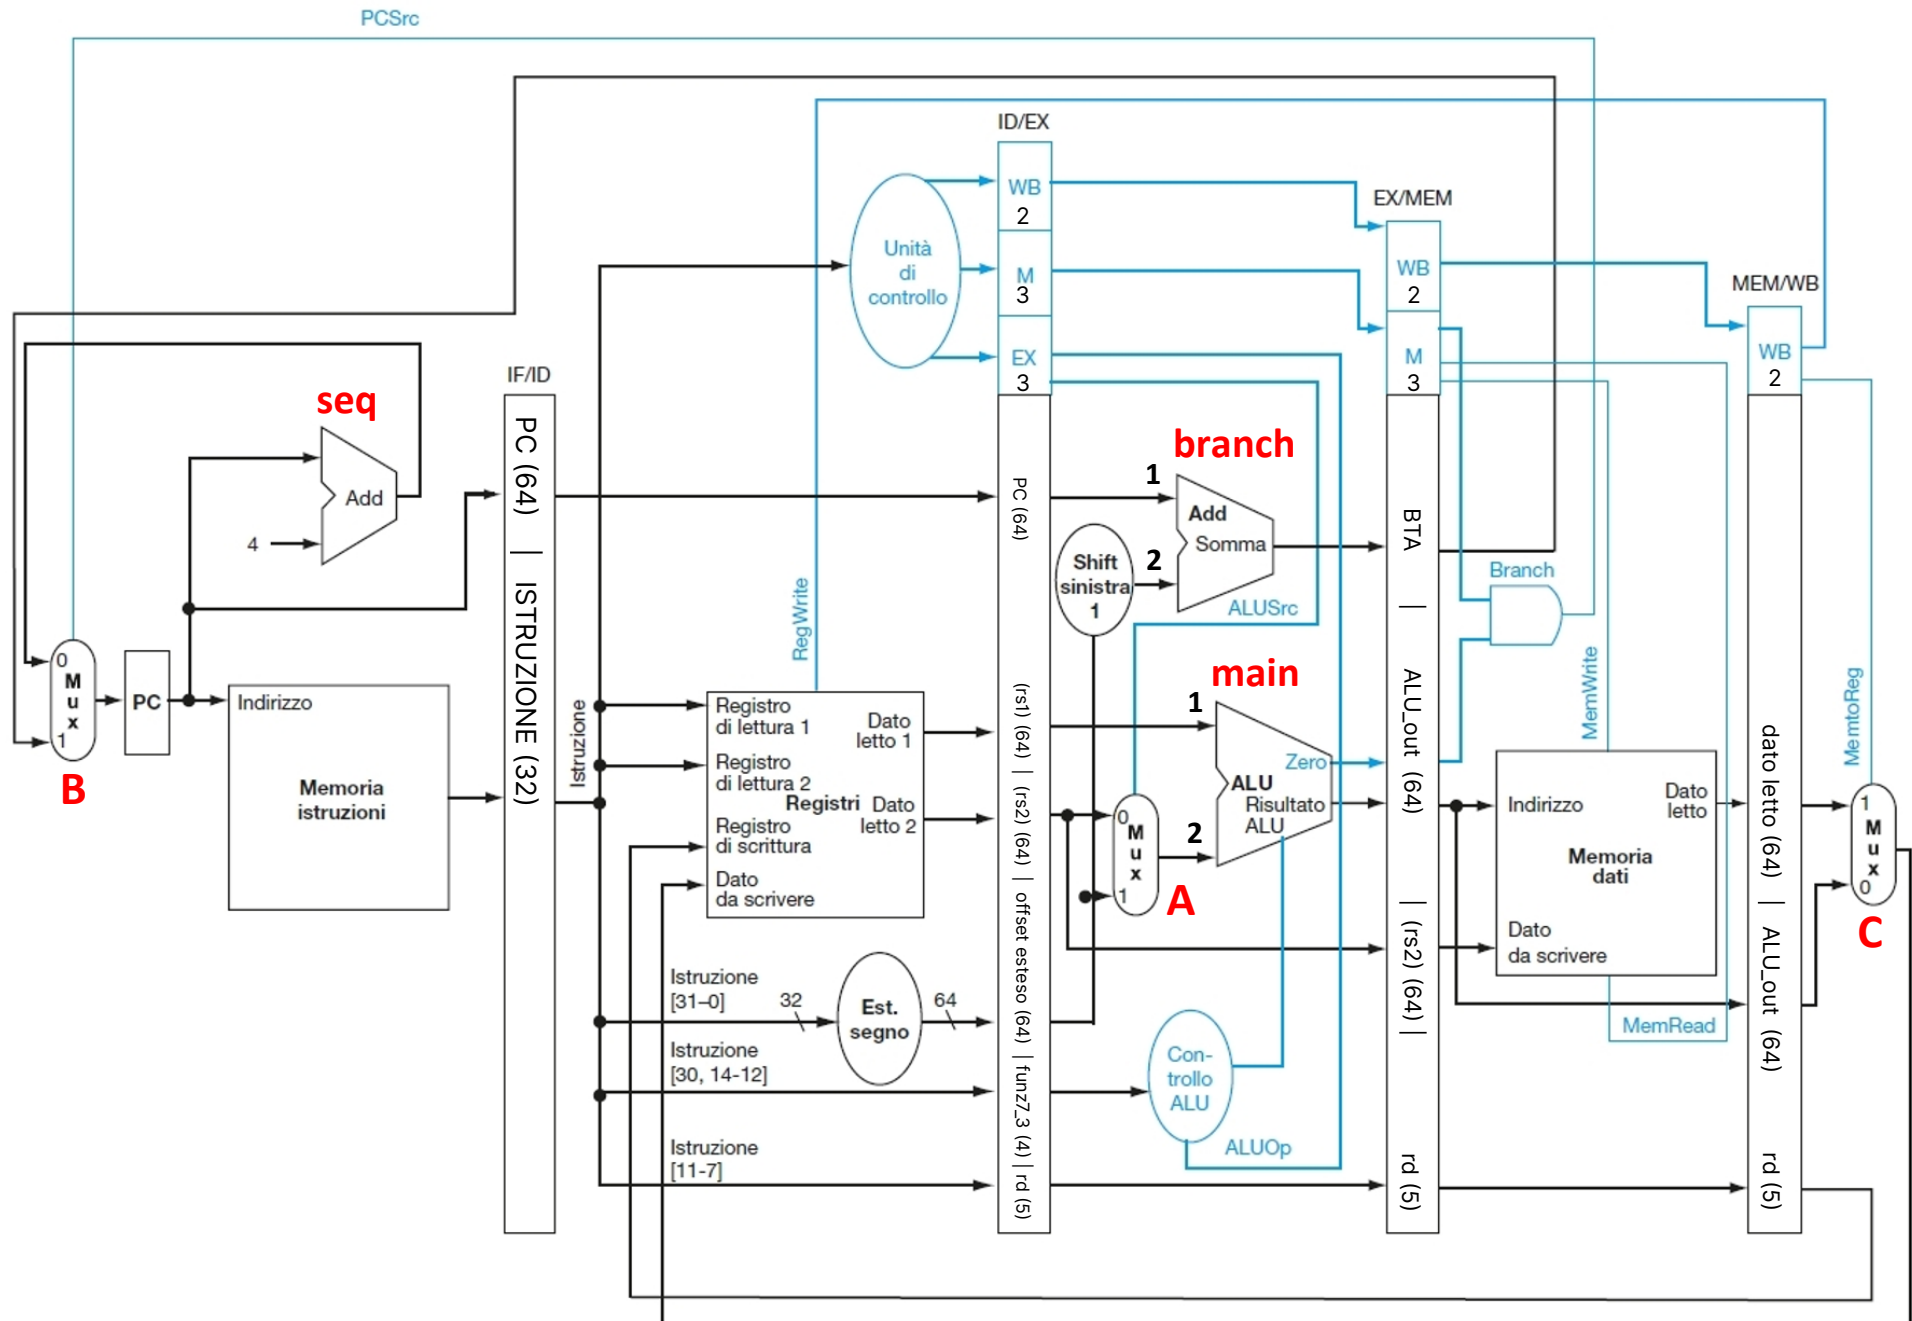 PCSrc
ID/EX
WB
2
M
3
EX
3
Unità
di
controllo
EX/MEM
WB
2
M
3
MEM/WB
WB
2
IF/ID
PC (64) | ISTRUZIONE (32)
seq
Add
4
0
M
u
x
1
B
PC
Indirizzo
Memoria
istruzioni
Istruzione
RegWrite
Registro
di lettura 1
Registro
di lettura 2
Registri
Registro
di scrittura
Dato
da scrivere
Dato
letto 1
Dato
letto 2
Istruzione
[31–0]
32
Est.
segno
64
Istruzione
[30, 14-12]
Istruzione
[11-7]
PC (64)
(rs1) (64) | (rs2) (64) | offset esteso (64) | funz7_3 (4) | rd (5)
branch
1
2
Add
Somma
Shift
sinistra
1
ALUSrc
main
1
2
Zero
ALU
Risultato
ALU
0
M
u
x
1
A
Con-
trollo
ALU
ALUOp
BTA | ALU_out (64) | (rs2) (64) | rd (5)
Branch
MemWrite
Indirizzo
Dato
letto
Memoria
dati
Dato
da scrivere
MemRead
dato letto (64) | ALU_out (64) rd (5)
MemtoReg
1
M
u
x
0
C